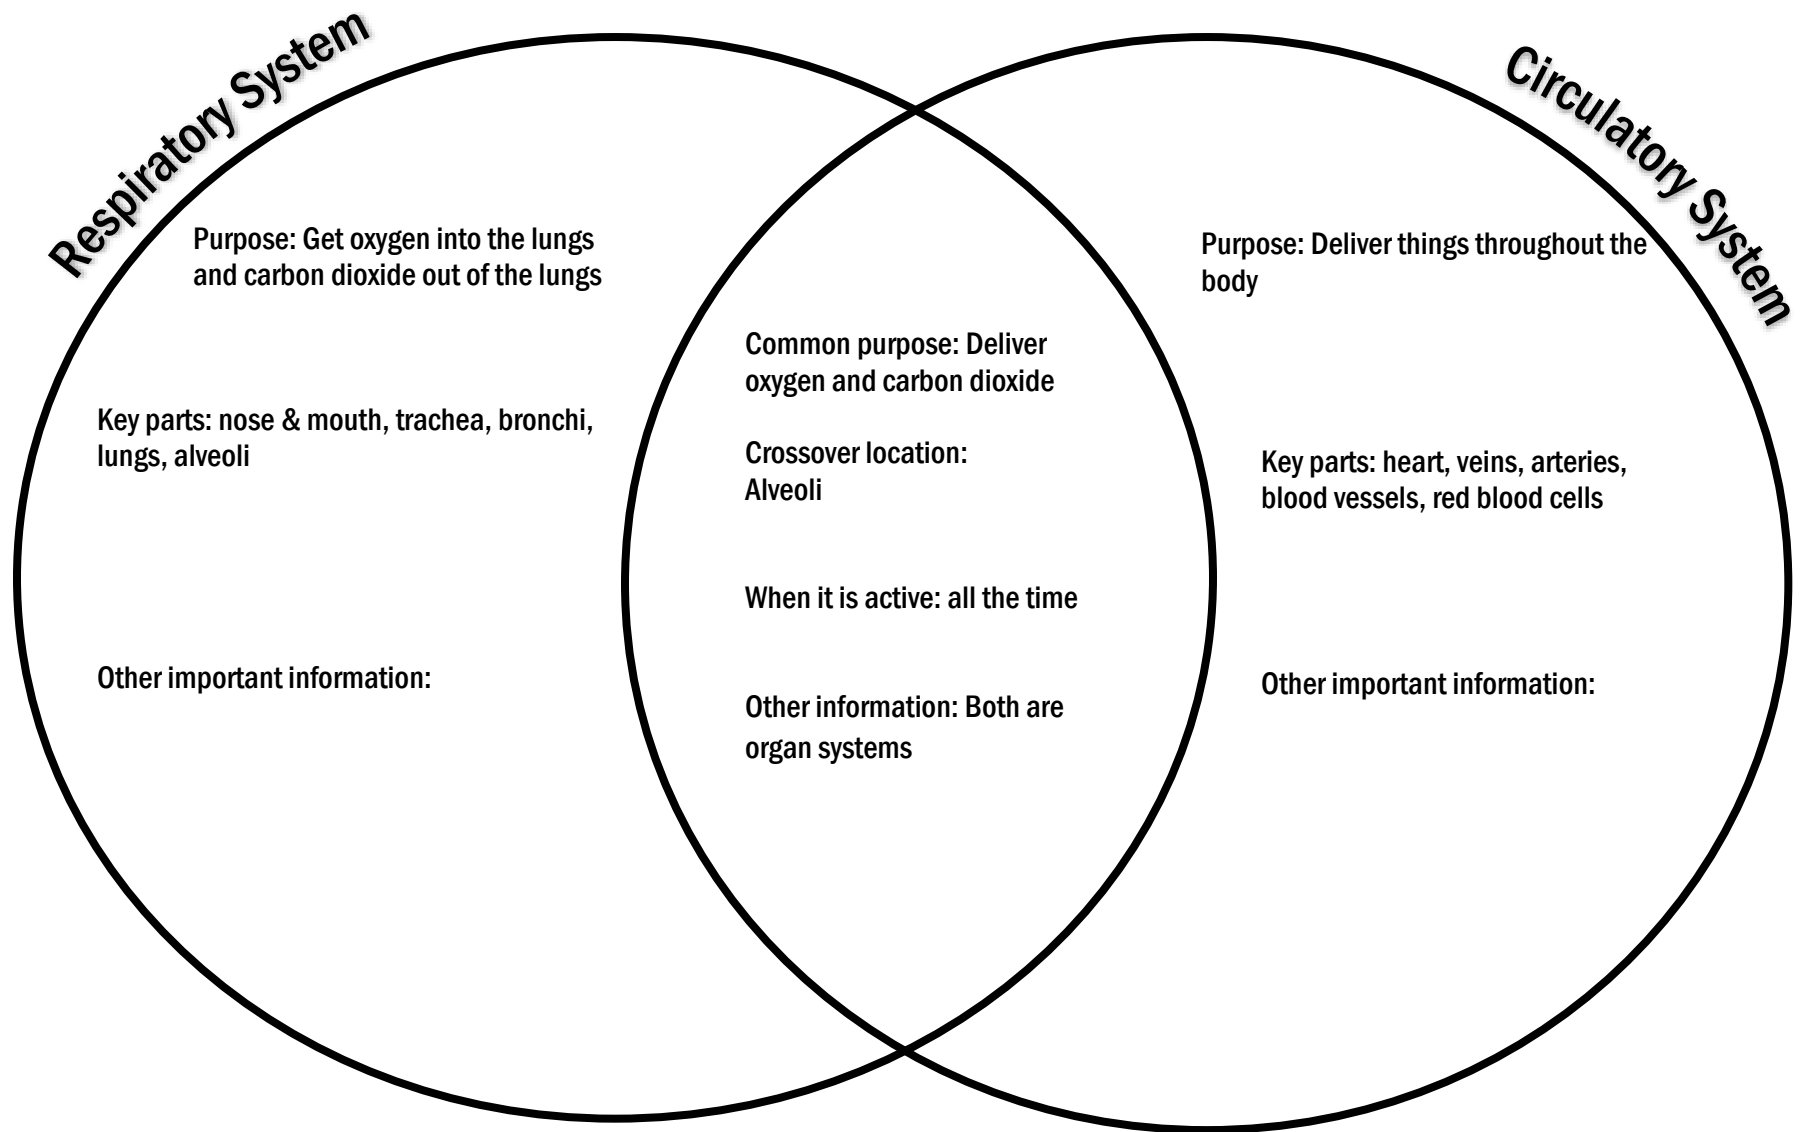 Respiratory System
Purpose: Get oxygen into the lungs
and carbon dioxide out of the lungs
Key parts: nose & mouth, trachea, bronchi,
lungs, alveoli
Other important information:
Common purpose: Deliver
oxygen and carbon dioxide
Crossover location:
Alveoli
When it is active: all the time
Other information: Both are
organ systems
Circulatory System
Purpose: Deliver things throughout the
body
Key parts: heart, veins, arteries,
blood vessels, red blood cells
Other important information: